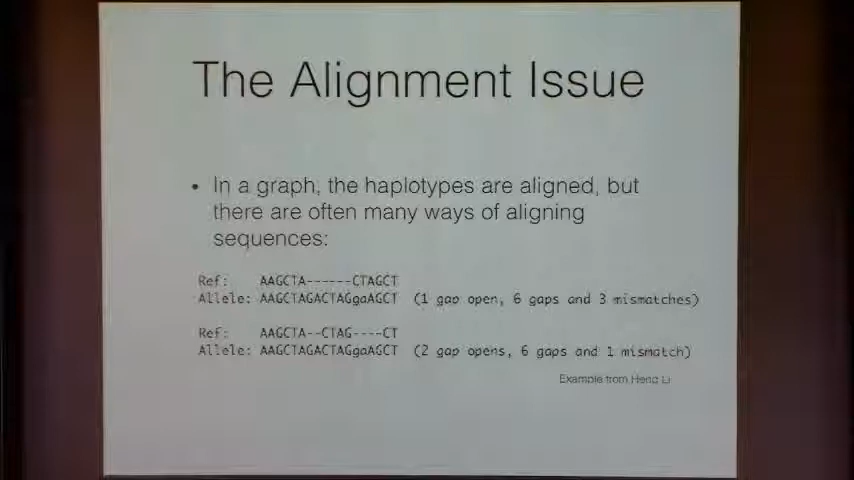 The Alignment Issue
• In a graph, the haplotypes are aligned, but
there are often many ways of aligning
sequences:
Ref: AAGCTA------CTAGCT
Allele: AAGCTAGACTAGgaAGCT (1 gap open, 6 gaps and 3 mismatches)
Ref: AAGCTA--CTAG----CT
Allele: AAGCTAGACTAGgaAGCT (2 gap opens, 6 gaps and 1 mismatch)
Example from Heng Li